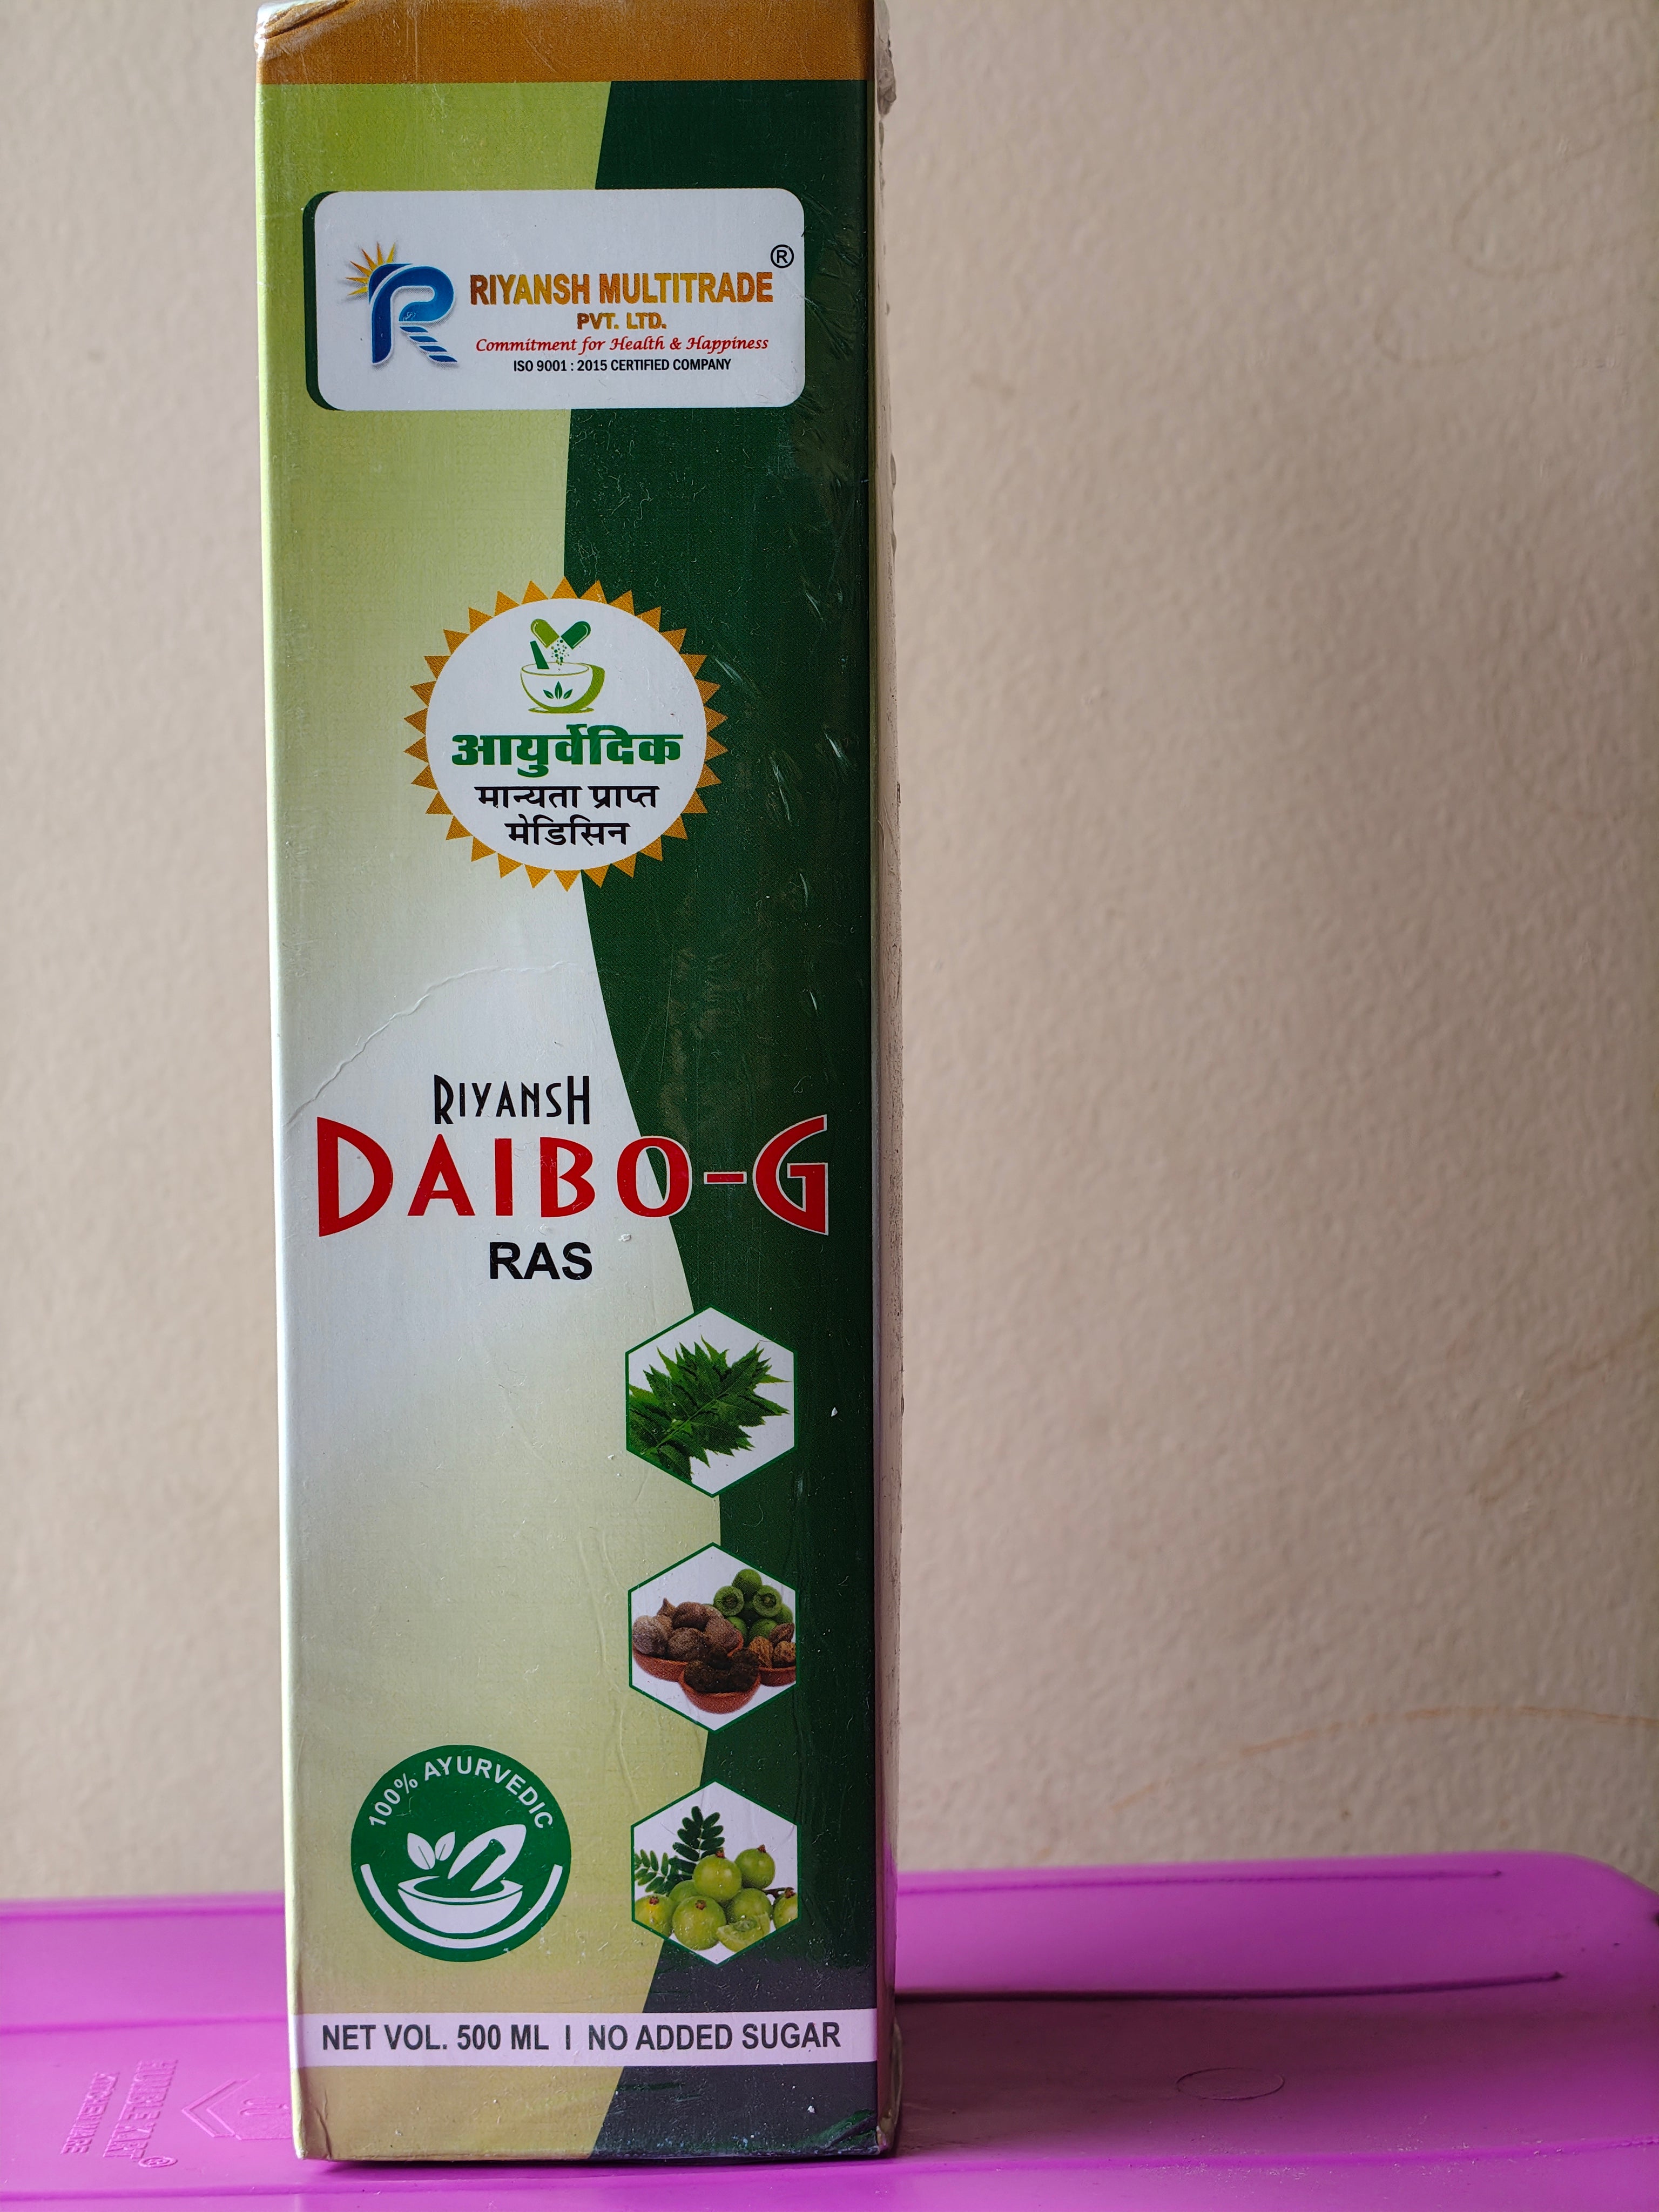 RIYANSH MULTITRADE ®
PVT. LTD.
Commitment for Health & Happiness
ISO 9001 : 2015 CERTIFIED COMPANY
आयुर्वेदिक
मान्यता प्राप्त
मेडिसिन
RIYANSH
DAIBO-G
RAS
100% AYURVEDIC
NET VOL. 500 ML I NO ADDED SUGAR